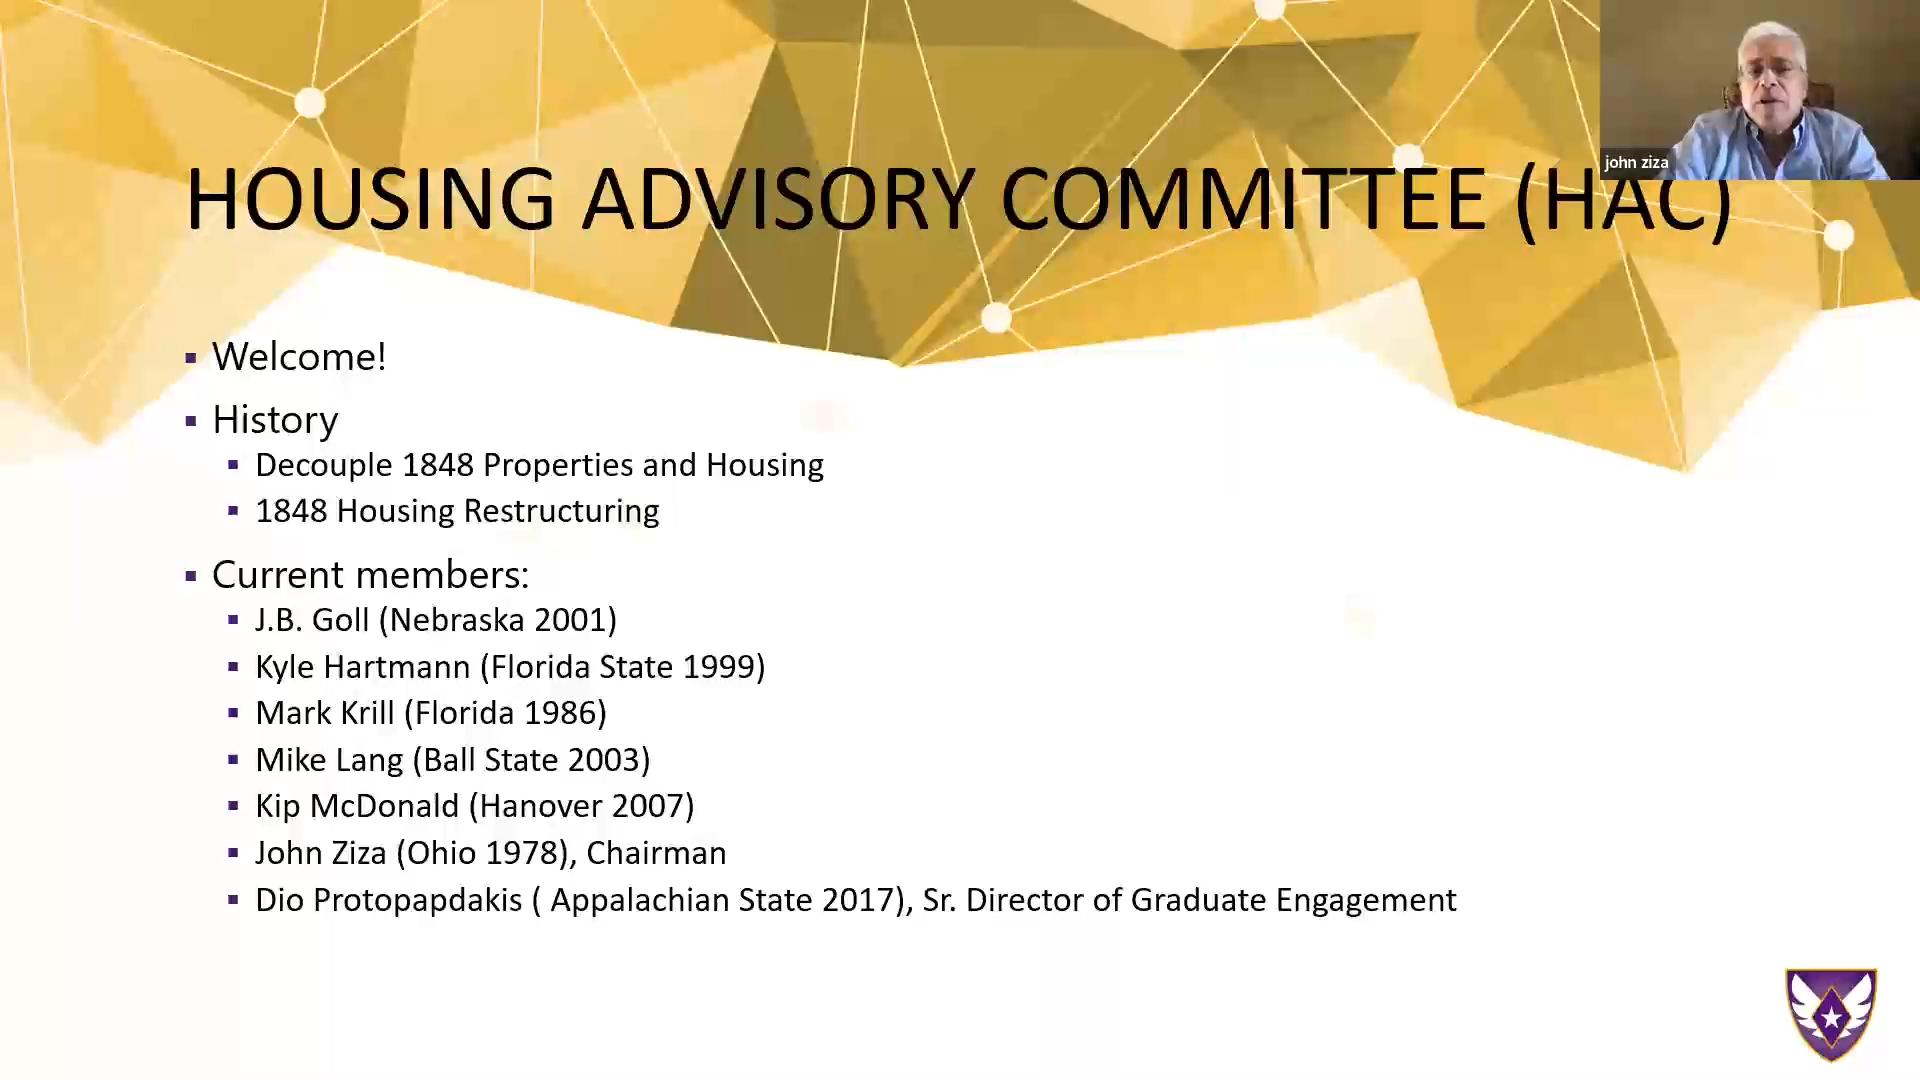 john ziza
HOUSING ADVISORY COMMITTEE (HAC)
▪ Welcome!
▪ History
▪ Decouple 1848 Properties and Housing
▪ 1848 Housing Restructuring
▪ Current members:
▪ J.B. Goll (Nebraska 2001)
▪ Kyle Hartmann (Florida State 1999)
▪ Mark Krill (Florida 1986)
▪ Mike Lang (Ball State 2003)
▪ Kip McDonald (Hanover 2007)
▪ John Ziza (Ohio 1978), Chairman
▪ Dio Protopapdakis ( Appalachian State 2017), Sr. Director of Graduate Engagement